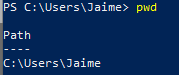 PS C:\Users\Jaime> pwd
Path
----
C:\Users\Jaime